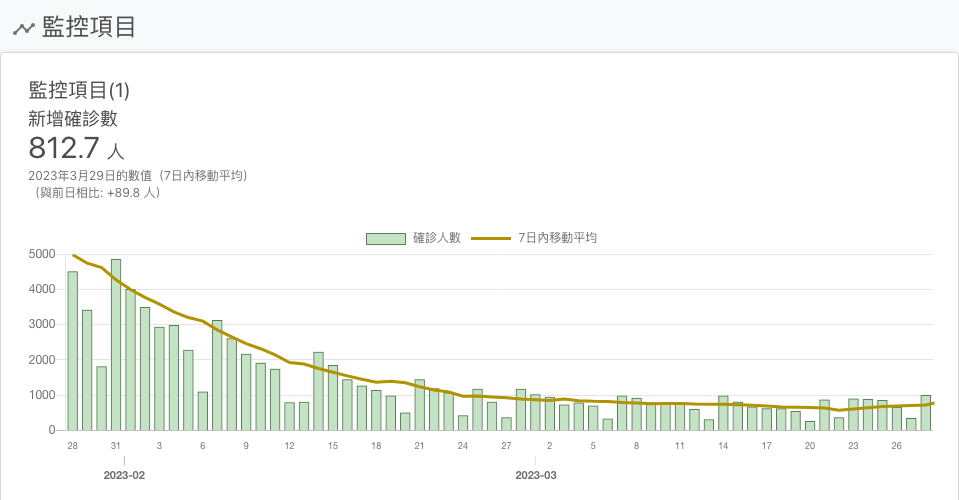 監控項目
監控項目(1)
新增確診數
812.7 人
2023年3月29日的數值（7日內移動平均）
（與前日相比: +89.8 人）
確診人數 7日內移動平均
5000
4000
3000
2000
1000
0
28 31 3 6 9 12 15 18 21 24 27 2 5 8 11 14 17 20 23 26
2023-02 2023-03